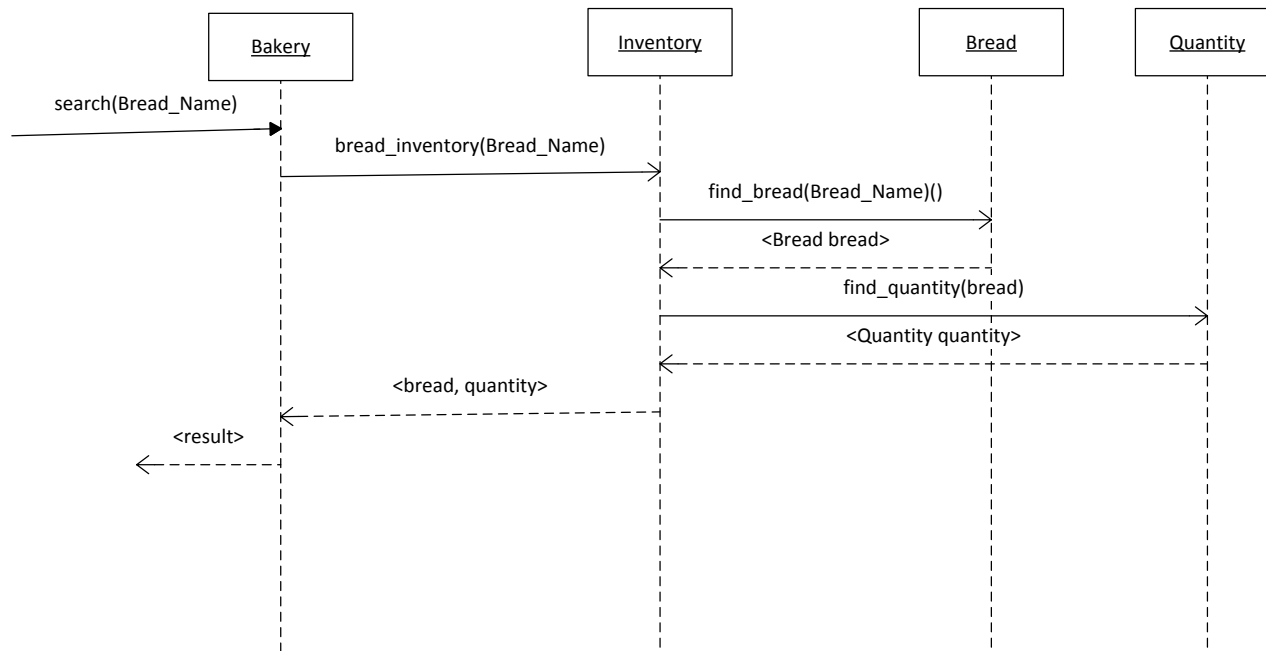 Bakery
Inventory
Bread
Quantity
search(Bread_Name)
bread_inventory(Bread_Name)
find_bread(Bread_Name)()
<Bread bread>
find_quantity(bread)
<Quantity quantity>
<bread, quantity>
<result>